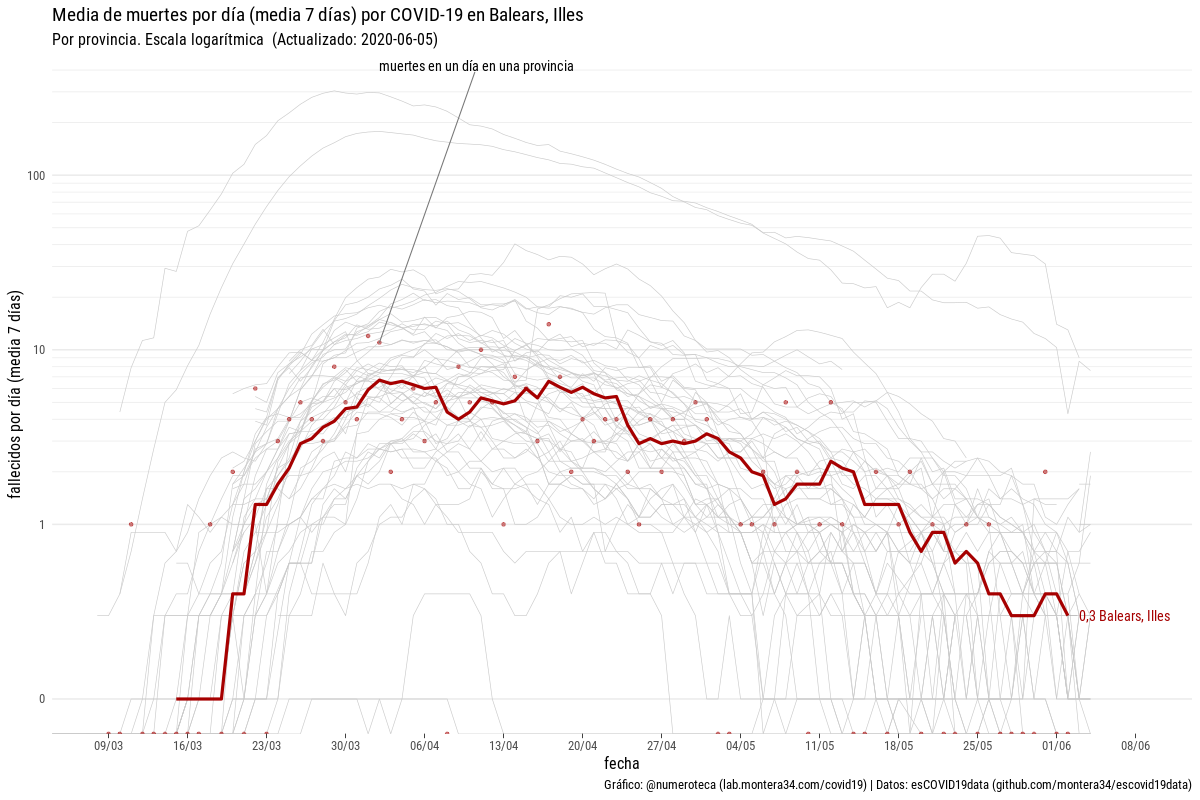 Media de muertes por día (media 7 días) por COVID-19 en Balears, Illes
Por provincia. Escala logarítmica  (Actualizado: 2020-06-05)
muertes en un día en una provincia
fallecidos por día (media 7 días)
100
10
1
0
0,3 Balears, Illes
09/03 16/03 23/03 30/03 06/04 13/04 20/04 27/04 04/05 11/05 18/05 25/05 01/06 08/06
fecha
Gráfico: @numeroteca (lab.montera34.com/covid19) | Datos: esCOVID19data (github.com/montera34/escovid19data)